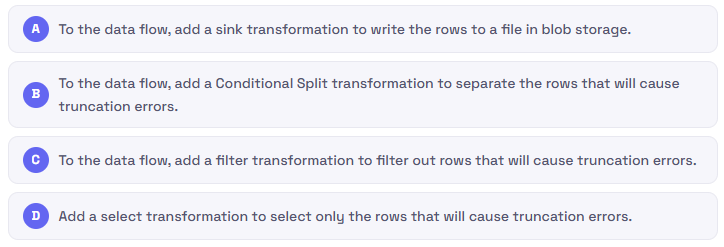 A To the data flow, add a sink transformation to write the rows to a file in blob storage.
B To the data flow, add a Conditional Split transformation to separate the rows that will cause
truncation errors.
C To the data flow, add a filter transformation to filter out rows that will cause truncation errors.
D Add a select transformation to select only the rows that will cause truncation errors.